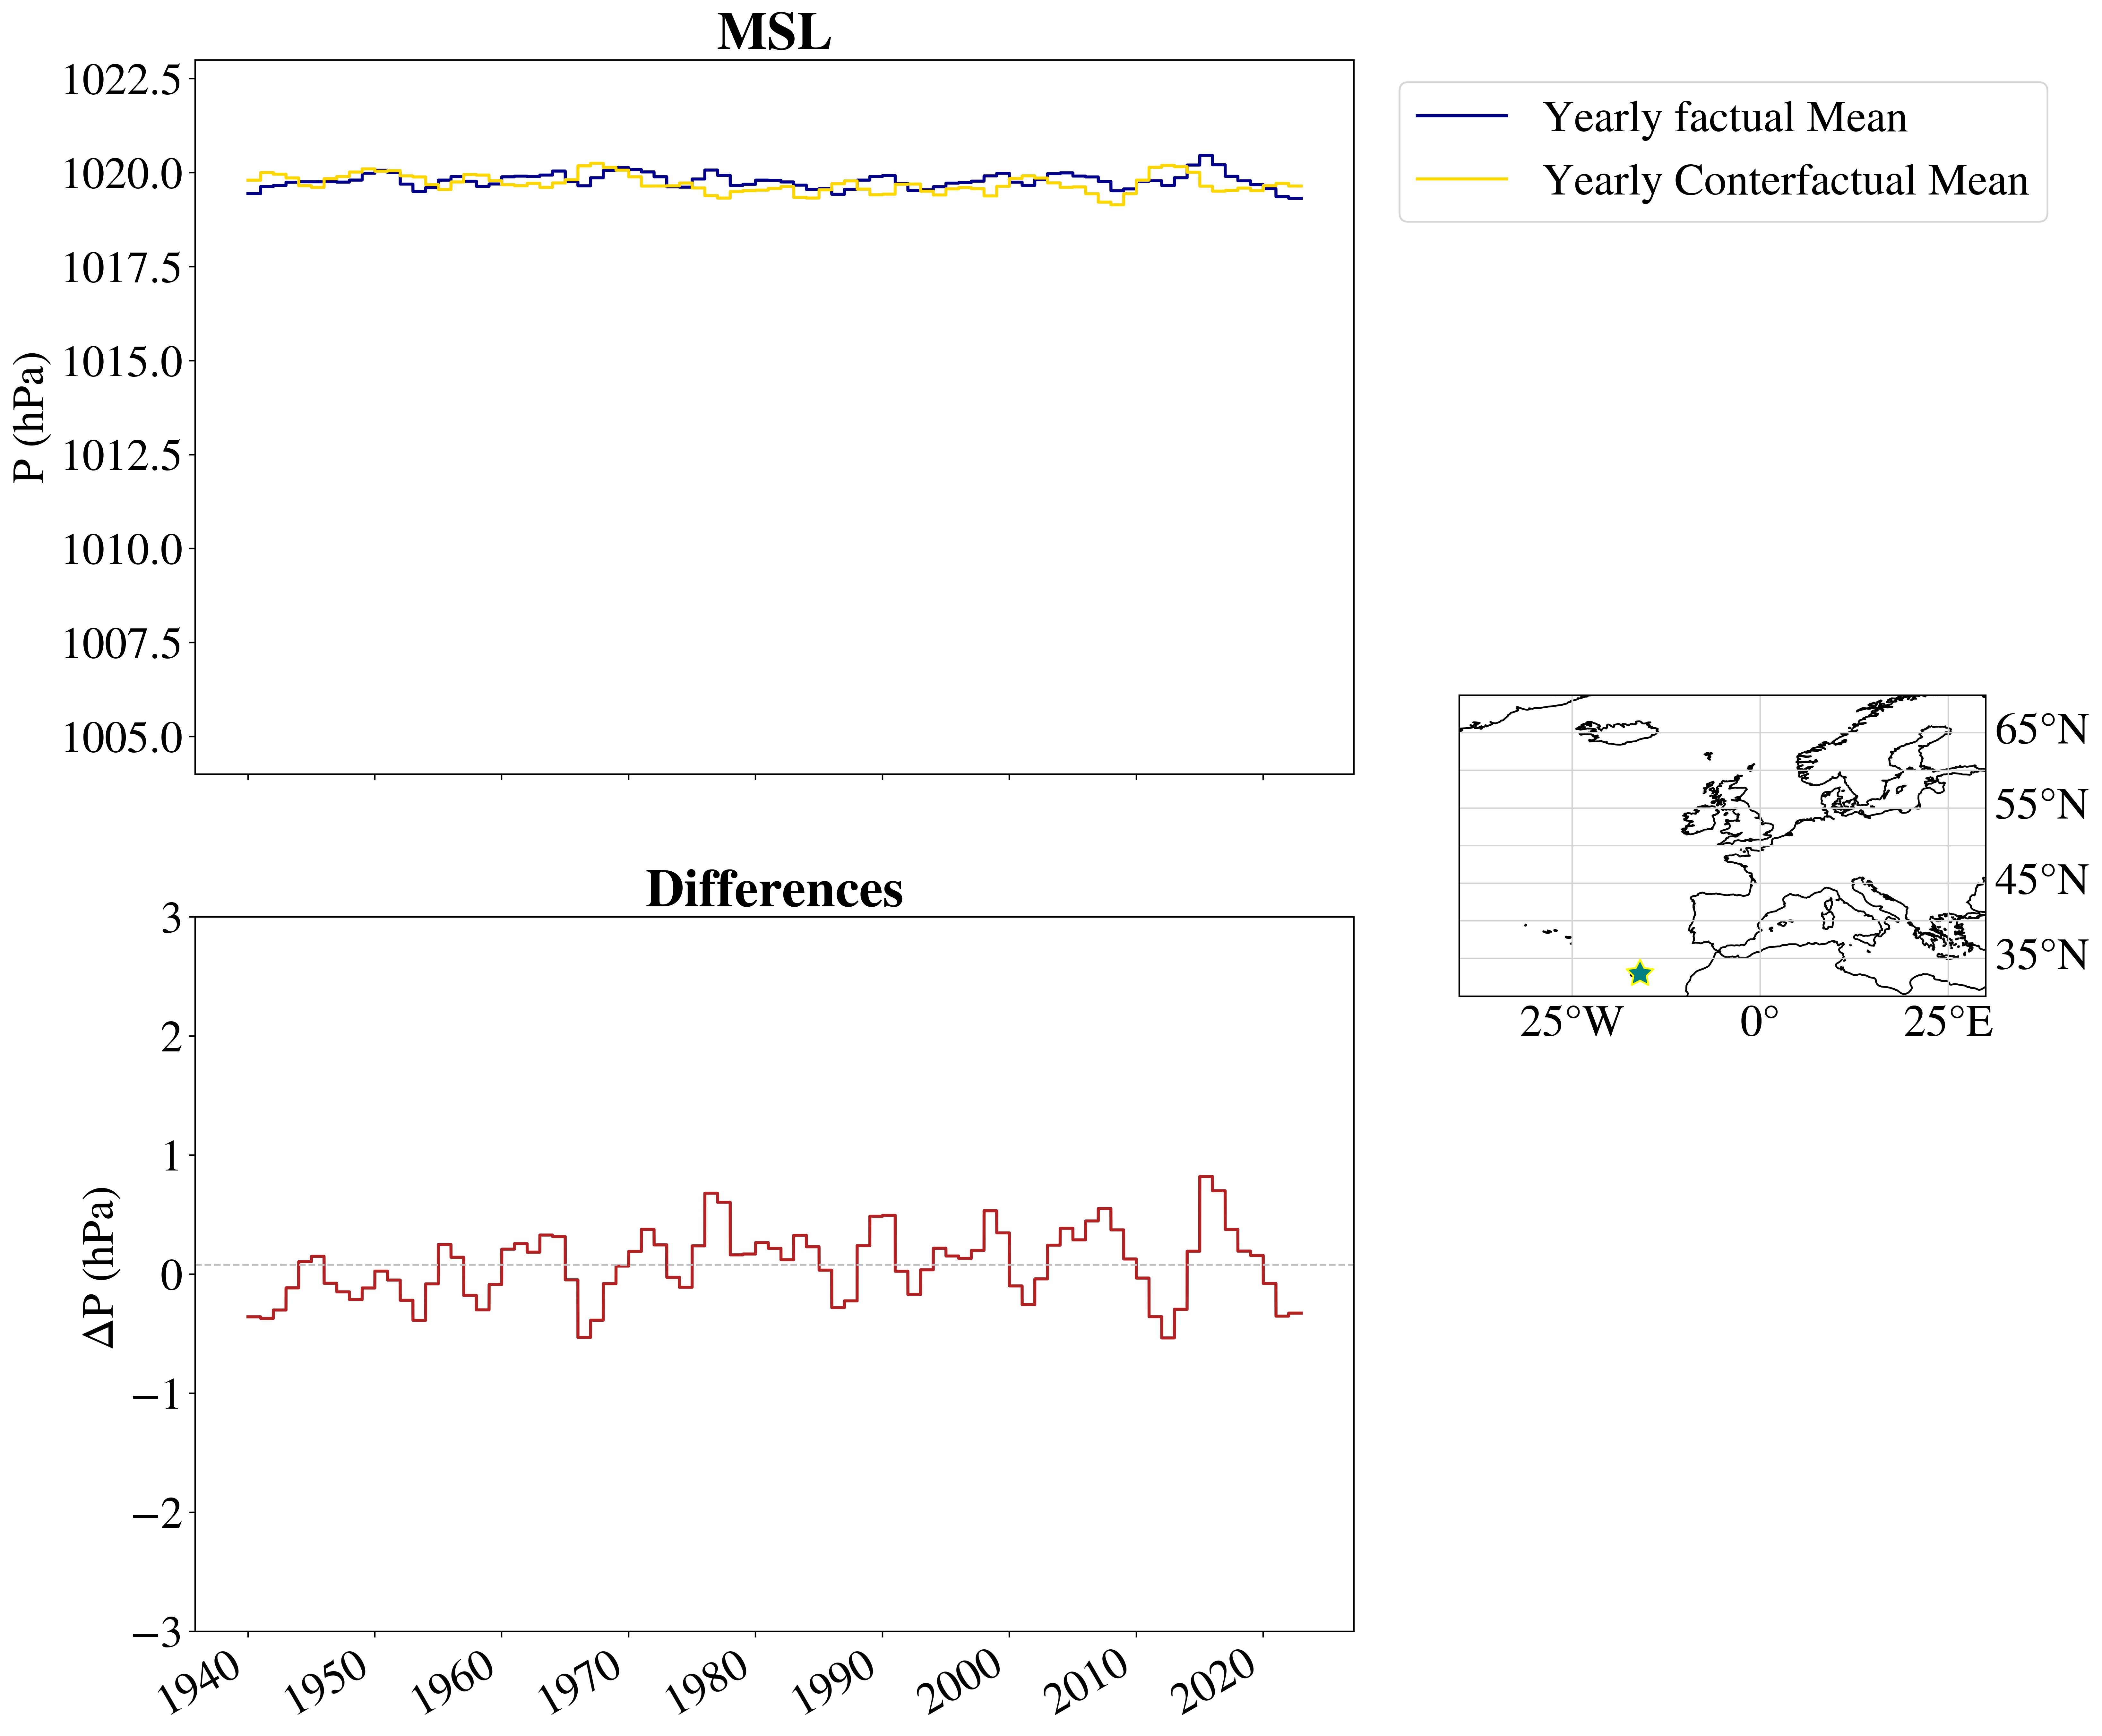 MSL
1022.5
1020.0
1017.5
1015.0
1012.5
1010.0
1007.5
1005.0
P (hPa)
Yearly factual Mean
Yearly Conterfactual Mean
65°N
55°N
45°N
35°N
25°W 0° 25°E
Differences
3
2
1
0
−1
−2
−3
ΔP (hPa)
1940 1950 1960 1970 1980 1990 2000 2010 2020